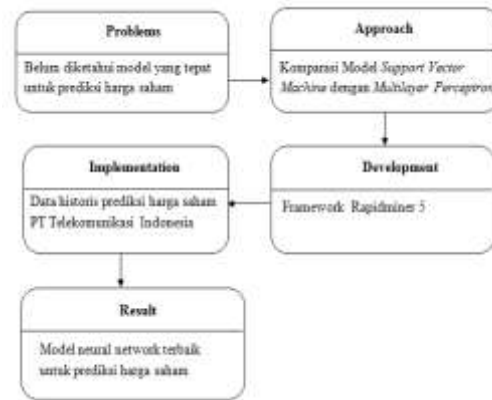 Problems
Belum diketahui model yang tepat
untuk prediksi harga saham
Approach
Komparasi Model Support Vector
Machine dengan Multilayer Perceptron
Development
Framework Rapidminer 5
Implementation
Data historis prediksi harga saham
PT Telekomunikasi Indonesia
Result
Model neural network terbaik
untuk prediksi harga saham